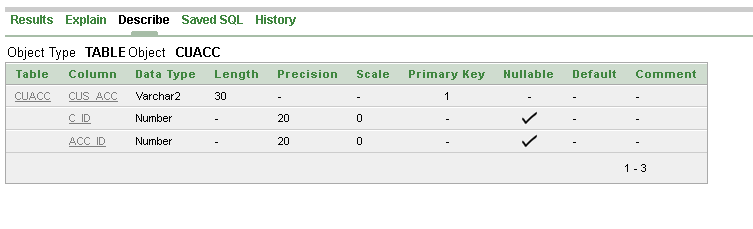 Results Explain Describe Saved SQL History
Object Type TABLE Object CUACC
Table Column Data Type Length Precision Scale Primary Key Nullable Default Comment
CUACC CUS_ACC Varchar2 30 - - 1 - - -
C_ID Number - 20 0 - ✓ - -
ACC_ID Number - 20 0 - ✓ - -
1 - 3